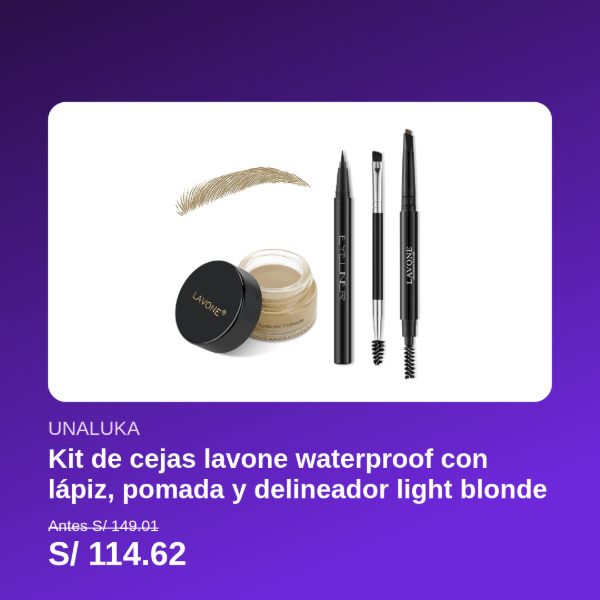 EYELINER
LAVONE
LAVONE®
UNALUKA
Kit de cejas lavone waterproof con
lápiz, pomada y delineador light blonde
Antes S/ 149.01
S/ 114.62